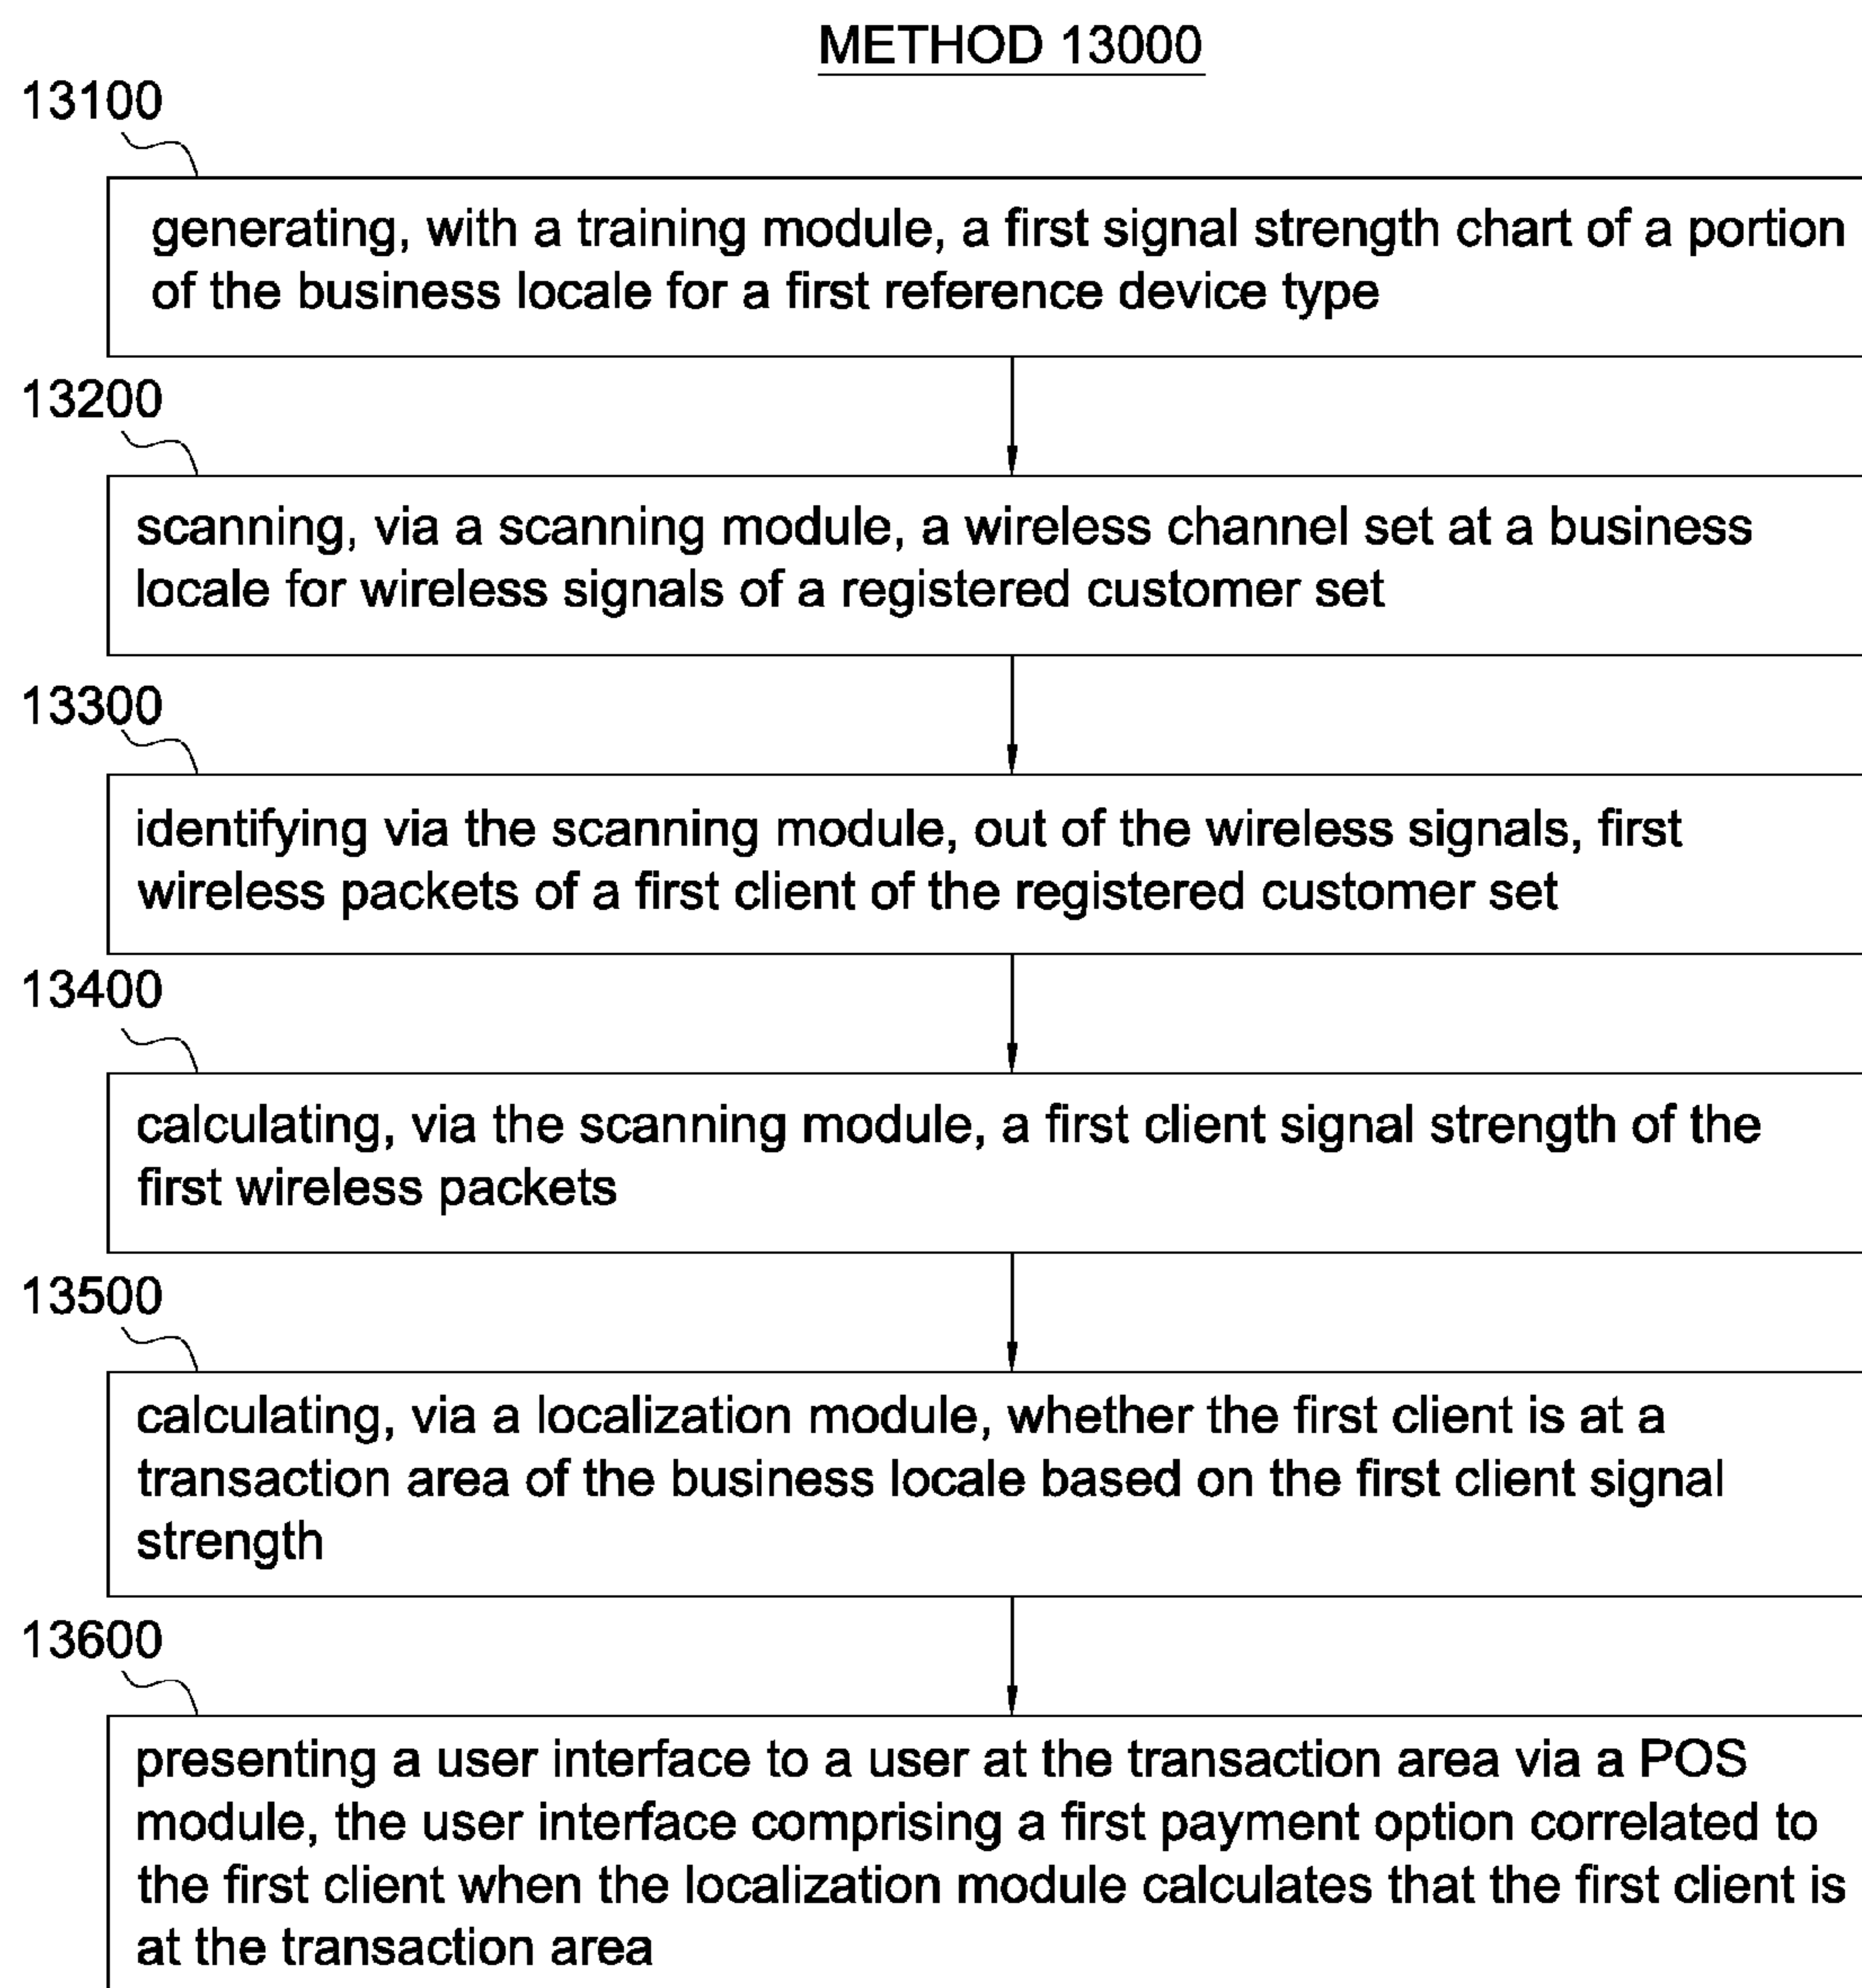 METHOD 13000
13100
generating, with a training module, a first signal strength chart of a portion
of the business locale for a first reference device type
13200
scanning, via a scanning module, a wireless channel set at a business
locale for wireless signals of a registered customer set
13300
identifying via the scanning module, out of the wireless signals, first
wireless packets of a first client of the registered customer set
13400
calculating, via the scanning module, a first client signal strength of the
first wireless packets
13500
calculating, via a localization module, whether the first client is at a
transaction area of the business locale based on the first client signal
strength
13600
presenting a user interface to a user at the transaction area via a POS
module, the user interface comprising a first payment option correlated to
the first client when the localization module calculates that the first client is
at the transaction area